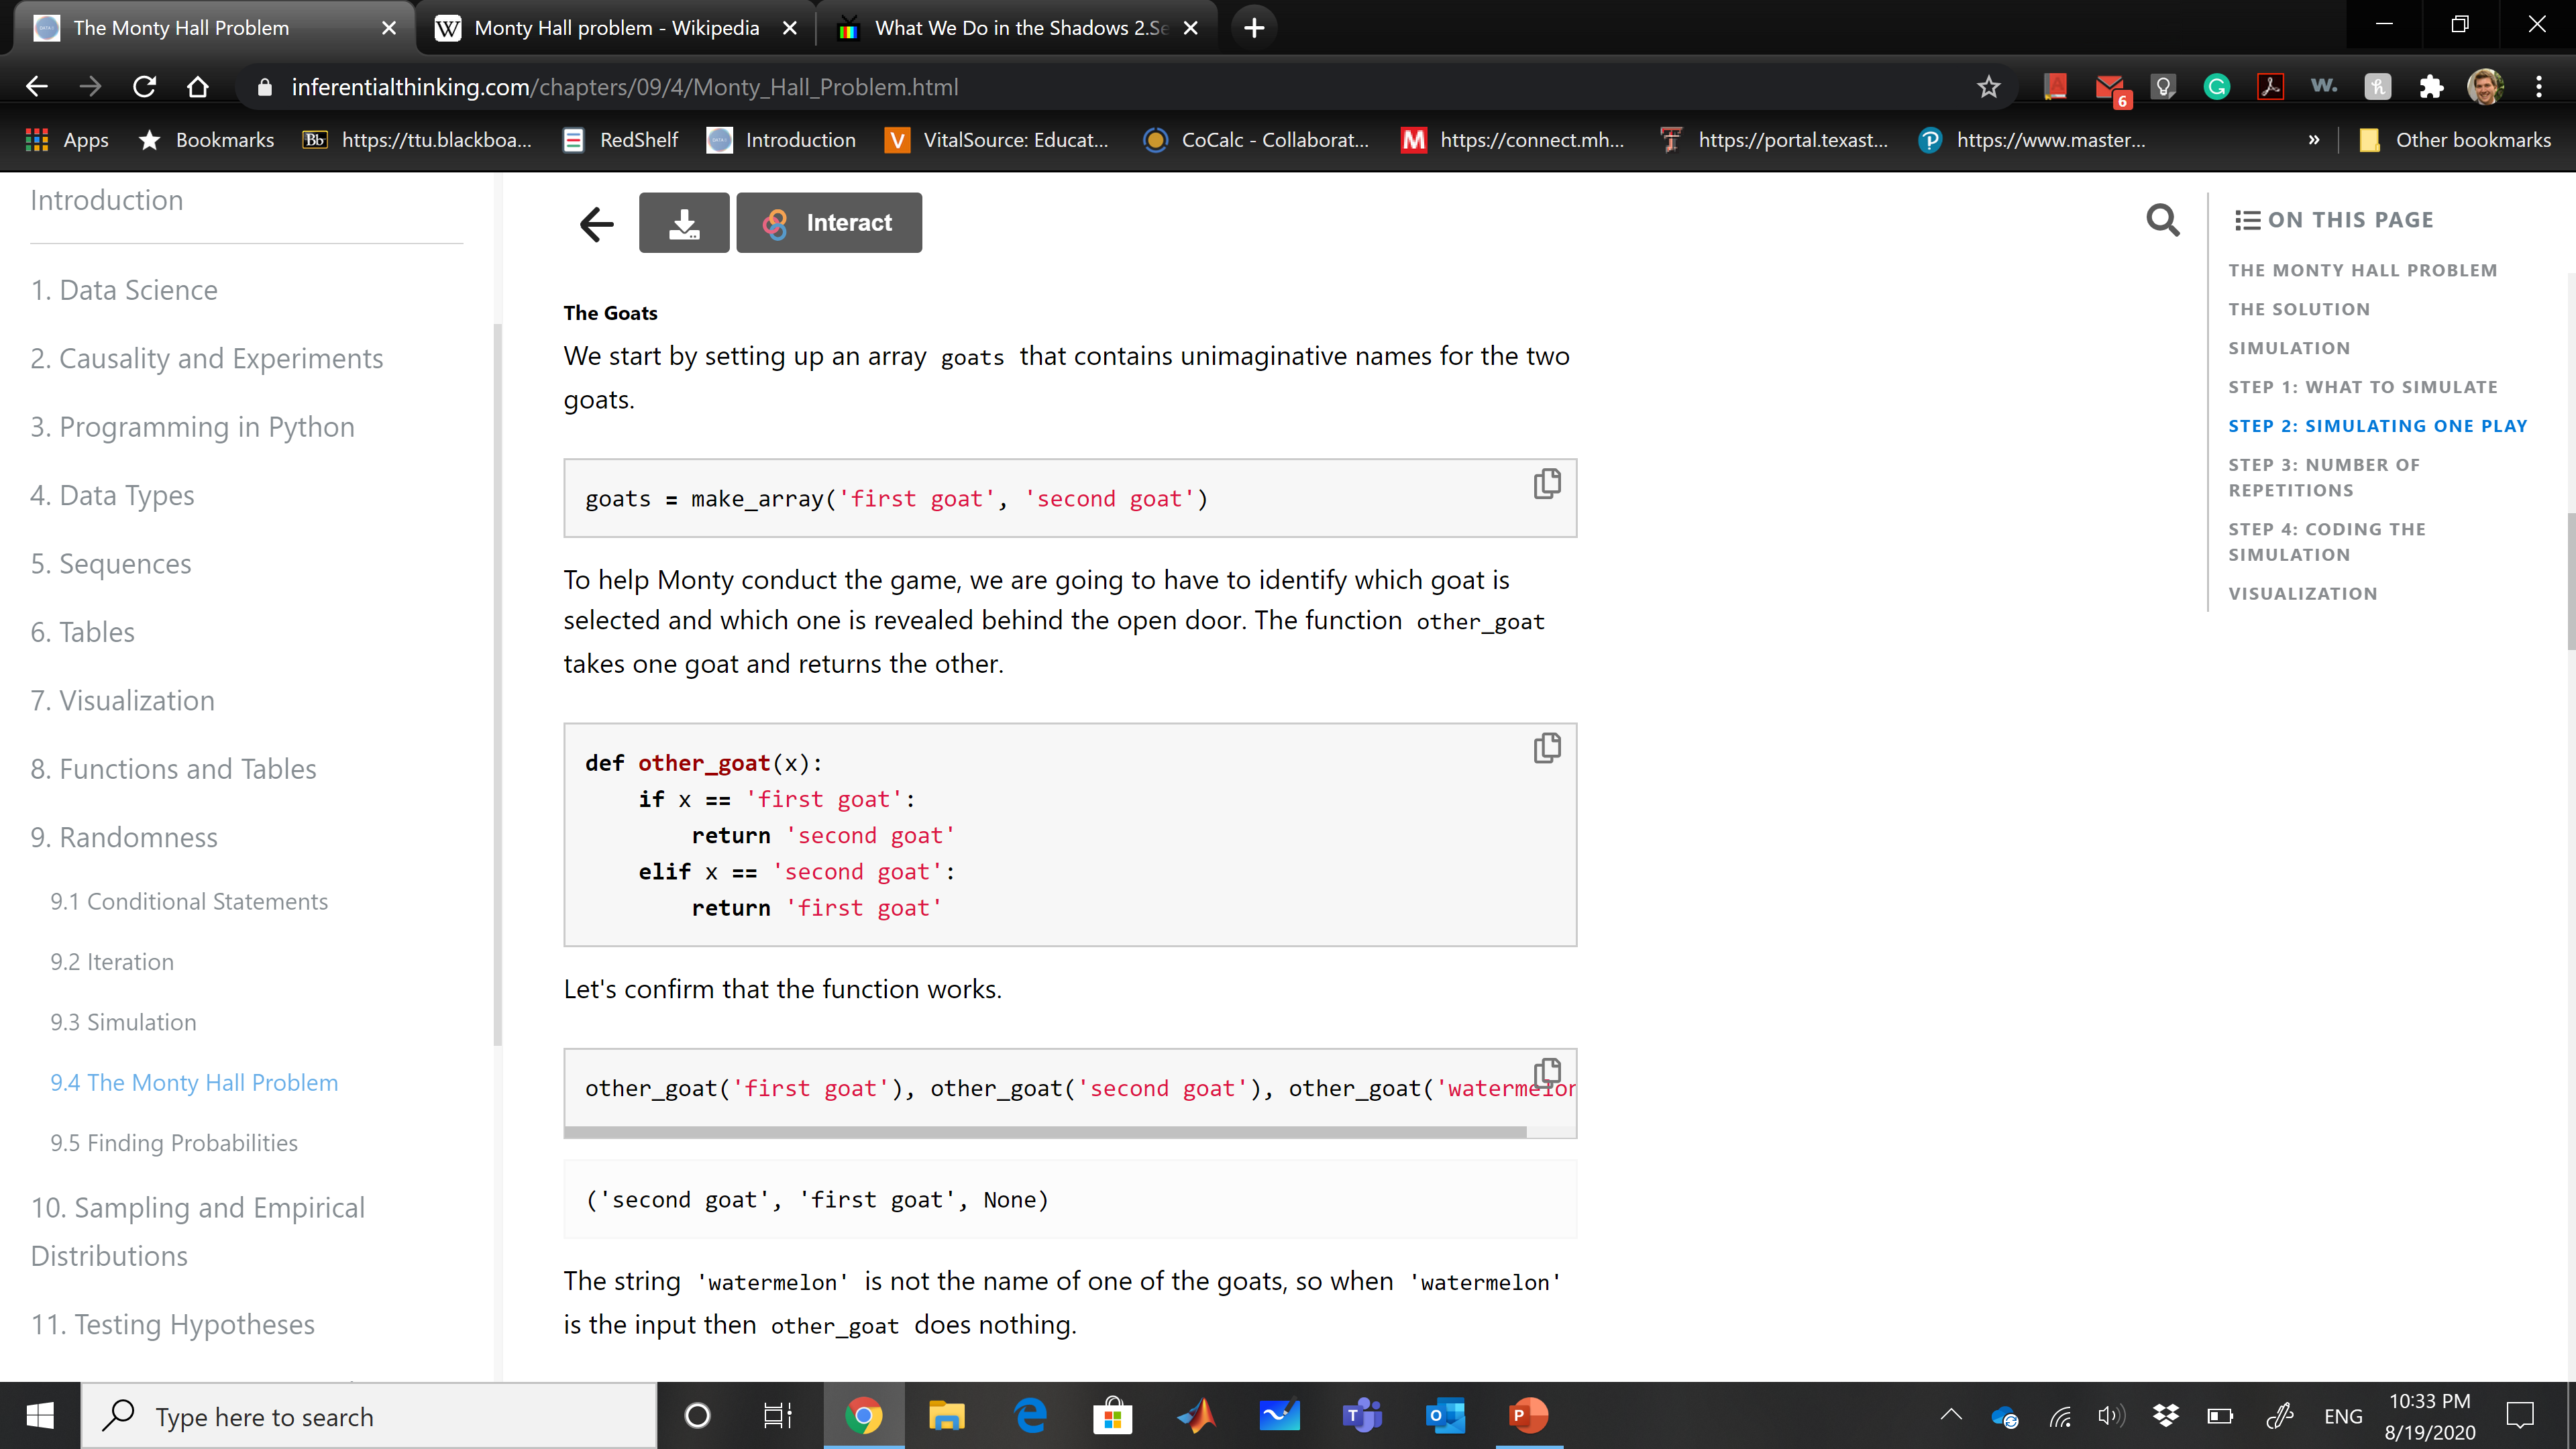 The Monty Hall Problem
Monty Hall problem - Wikipedia
What We Do in the Shadows 2.Se
inferentialthinking.com/chapters/09/4/Monty_Hall_Problem.html
6
Apps
Bookmarks
Bb https://ttu.blackboa...
RedShelf
Introduction
VitalSource: Educat...
CoCalc - Collaborat...
https://connect.mh...
https://portal.texast...
https://www.master...
»
Other bookmarks
Introduction
1. Data Science
2. Causality and Experiments
3. Programming in Python
4. Data Types
5. Sequences
6. Tables
7. Visualization
8. Functions and Tables
9. Randomness
9.1 Conditional Statements
9.2 Iteration
9.3 Simulation
9.4 The Monty Hall Problem
9.5 Finding Probabilities
10. Sampling and Empirical
Distributions
11. Testing Hypotheses
Interact
The Goats
We start by setting up an array goats that contains unimaginative names for the two
goats.
goats = make_array('first goat', 'second goat')
To help Monty conduct the game, we are going to have to identify which goat is
selected and which one is revealed behind the open door. The function other_goat
takes one goat and returns the other.
def other_goat(x):
    if x == 'first goat':
        return 'second goat'
    elif x == 'second goat':
        return 'first goat'
Let's confirm that the function works.
other_goat('first goat'), other_goat('second goat'), other_goat('watermelon
('second goat', 'first goat', None)
The string 'watermelon' is not the name of one of the goats, so when 'watermelon'
is the input then other_goat does nothing.
ON THIS PAGE
THE MONTY HALL PROBLEM
THE SOLUTION
SIMULATION
STEP 1: WHAT TO SIMULATE
STEP 2: SIMULATING ONE PLAY
STEP 3: NUMBER OF
REPETITIONS
STEP 4: CODING THE
SIMULATION
VISUALIZATION
Type here to search
ENG
10:33 PM
8/19/2020